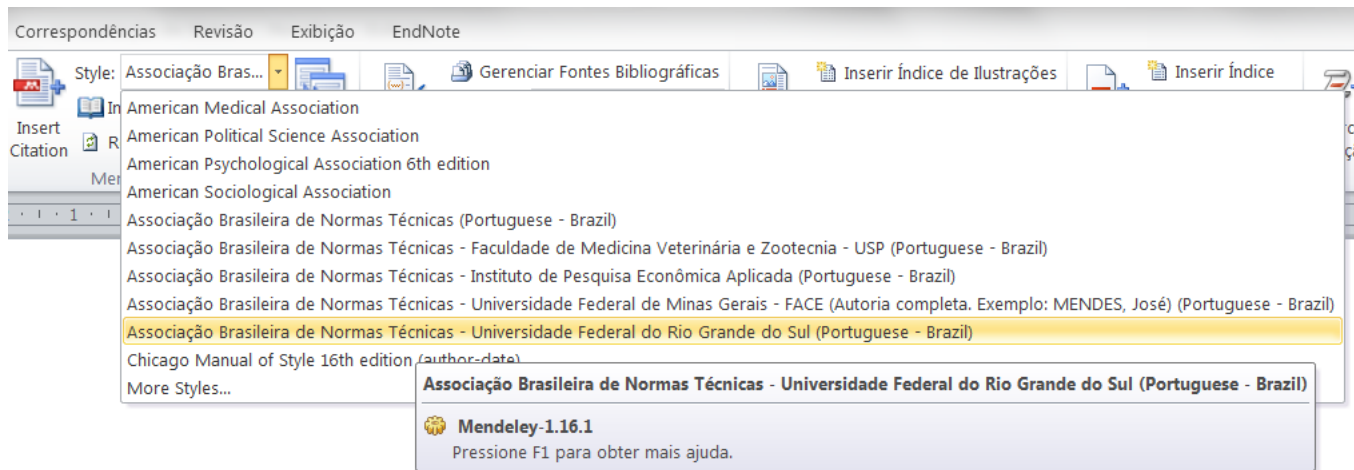 Correspondências Revisão Exibição EndNote
Style: Associação Bras... Gerenciar Fontes Bibliográficas Inserir Índice de Ilustrações Inserir Índice
Insert
Citation
American Medical Association
American Political Science Association
American Psychological Association 6th edition
American Sociological Association
Associação Brasileira de Normas Técnicas (Portuguese - Brazil)
Associação Brasileira de Normas Técnicas - Faculdade de Medicina Veterinária e Zootecnia - USP (Portuguese - Brazil)
Associação Brasileira de Normas Técnicas - Instituto de Pesquisa Econômica Aplicada (Portuguese - Brazil)
Associação Brasileira de Normas Técnicas - Universidade Federal de Minas Gerais - FACE (Autoria completa. Exemplo: MENDES, José) (Portuguese - Brazil)
Associação Brasileira de Normas Técnicas - Universidade Federal do Rio Grande do Sul (Portuguese - Brazil)
Chicago Manual of Style 16th edition (author-date)
More Styles...
Associação Brasileira de Normas Técnicas - Universidade Federal do Rio Grande do Sul (Portuguese - Brazil)
Mendeley-1.16.1
Pressione F1 para obter mais ajuda.